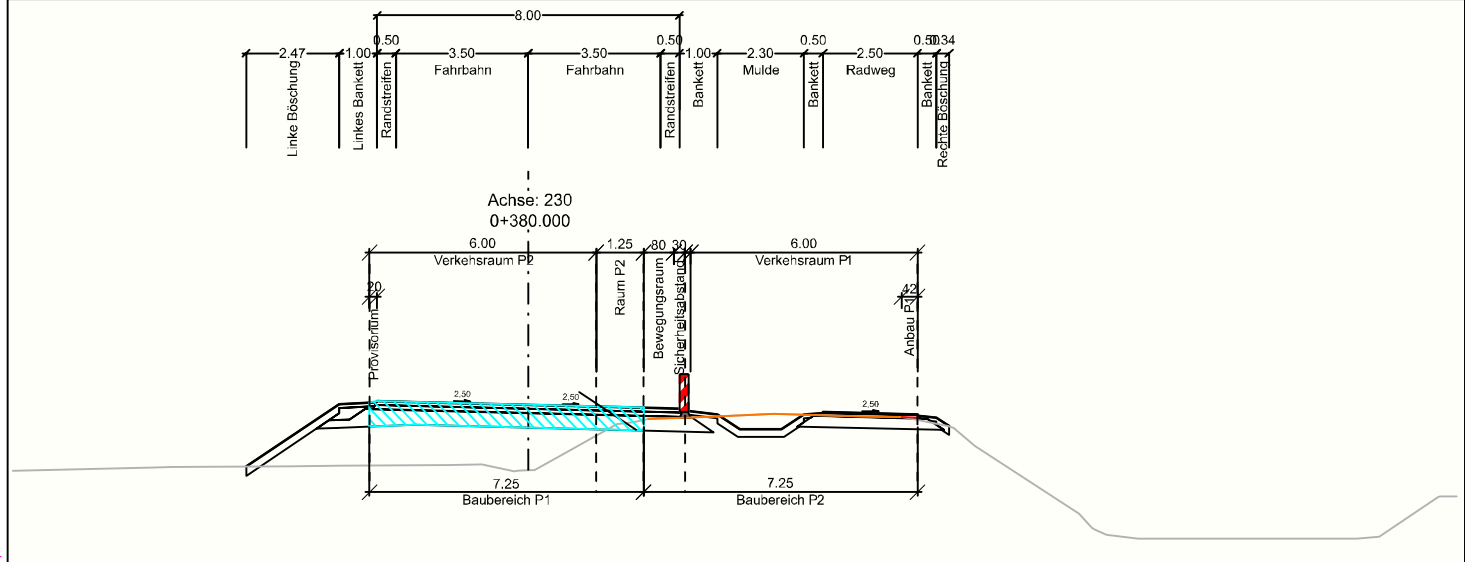 8.00
0.50
0.50
0.50
0.50
0.34
2.47
1.00
3.50
3.50
1.00
2.30
2.50
Linke Böschung
Linkes Bankett
Randstreifen
Fahrbahn
Fahrbahn
Randstreifen
Bankett
Mulde
Bankett
Radweg
Bankett
Rechte Böschung
Achse: 230
0+380.000
6.00
1.25
80
30
6.00
Verkehsraum P2
Raum P2
Bewegungsraum
Sicherheitsabstand
Verkehsraum P1
20
Provisorium
42
Anbau P1
2,50
2,50
2,50
7.25
7.25
Baubereich P1
Baubereich P2